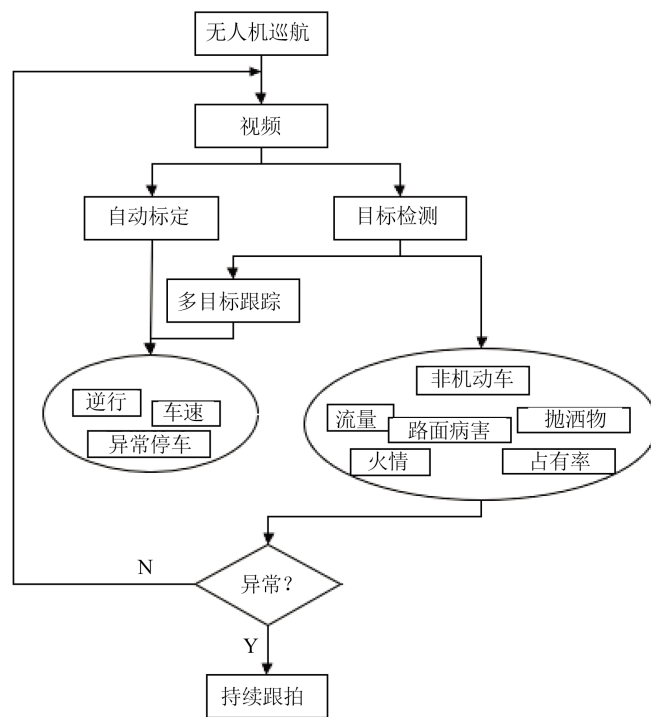 无人机巡航
视频
自动标定
目标检测
多目标跟踪
逆行
车速
异常停车
非机动车
流量
路面病害
抛洒物
火情
占有率
异常？
N
Y
持续跟拍